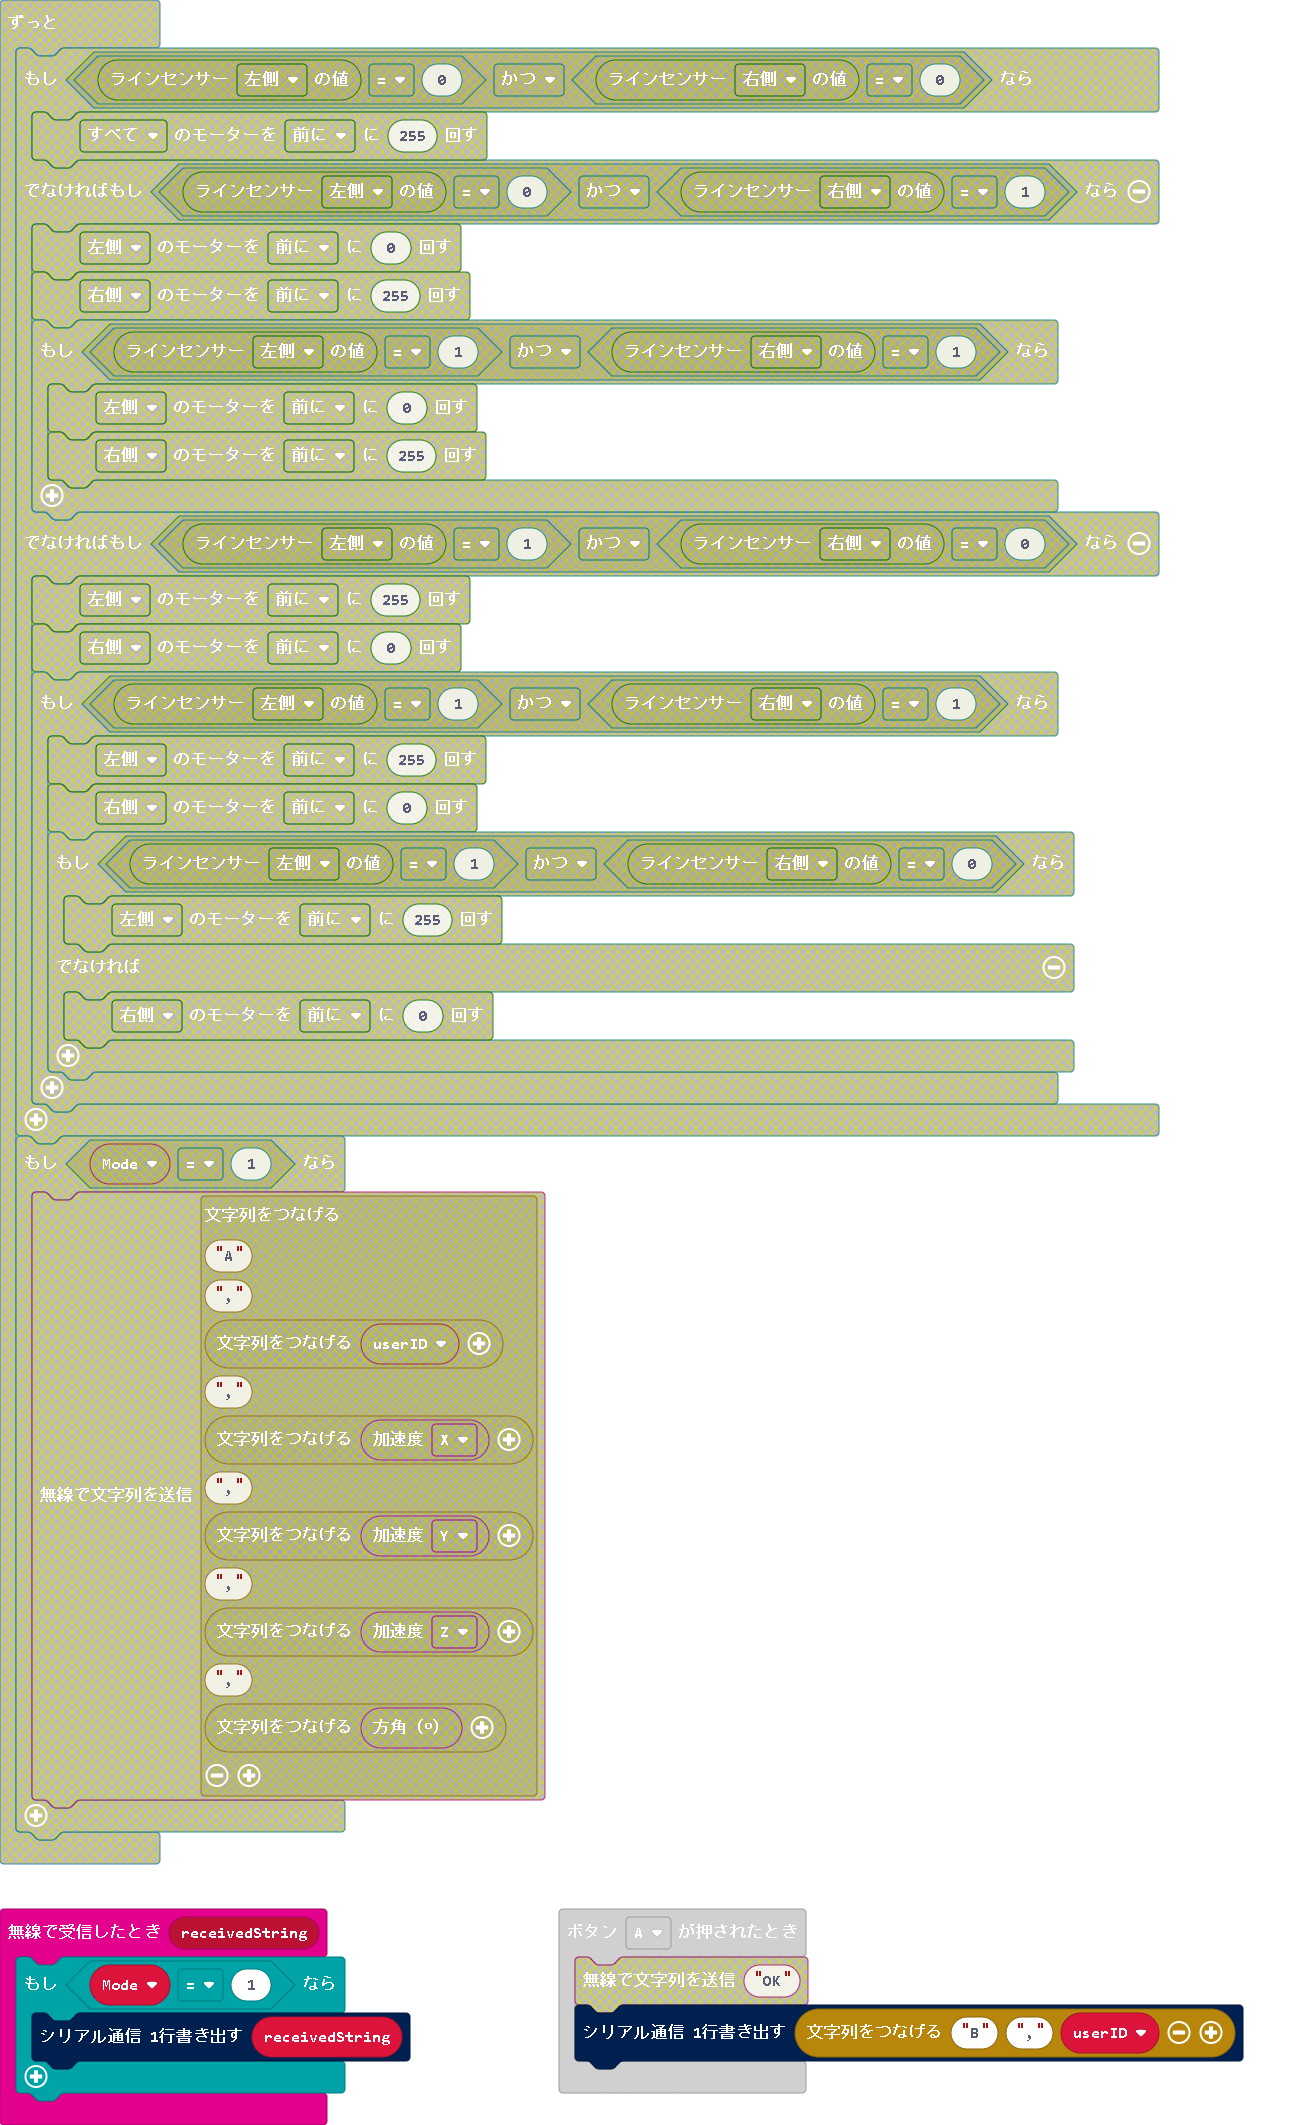 ずっと
もし ラインセンサー 左側 の値 = 0 かつ ラインセンサー 右側 の値 = 0 なら
すべて のモーターを 前に に 255 回す
でなければもし ラインセンサー 左側 の値 = 0 かつ ラインセンサー 右側 の値 = 1 なら
左側 のモーターを 前に に 0 回す
右側 のモーターを 前に に 255 回す
もし ラインセンサー 左側 の値 = 1 かつ ラインセンサー 右側 の値 = 1 なら
左側 のモーターを 前に に 0 回す
右側 のモーターを 前に に 255 回す
でなければもし ラインセンサー 左側 の値 = 1 かつ ラインセンサー 右側 の値 = 0 なら
左側 のモーターを 前に に 255 回す
右側 のモーターを 前に に 0 回す
もし ラインセンサー 左側 の値 = 1 かつ ラインセンサー 右側 の値 = 1 なら
左側 のモーターを 前に に 255 回す
右側 のモーターを 前に に 0 回す
もし ラインセンサー 左側 の値 = 1 かつ ラインセンサー 右側 の値 = 0 なら
左側 のモーターを 前に に 255 回す
でなければ
右側 のモーターを 前に に 0 回す
もし Mode = 1 なら
文字列をつなげる
"A"
","
文字列をつなげる userID
","
文字列をつなげる 加速度 X
","
無線で文字列を送信
文字列をつなげる 加速度 Y
","
文字列をつなげる 加速度 Z
","
文字列をつなげる 方角 (°)
無線で受信したとき receivedString
もし Mode = 1 なら
シリアル通信 1行書き出す receivedString
ボタン A が押されたとき
無線で文字列を送信 "OK"
シリアル通信 1行書き出す 文字列をつなげる "B" "," userID